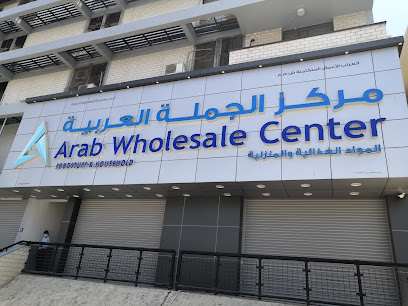 مركز الجملة العربية
Arab Wholesale Center
FOODSTUFF & HOUSEHOLD
المواد الغذائية والمنزلية